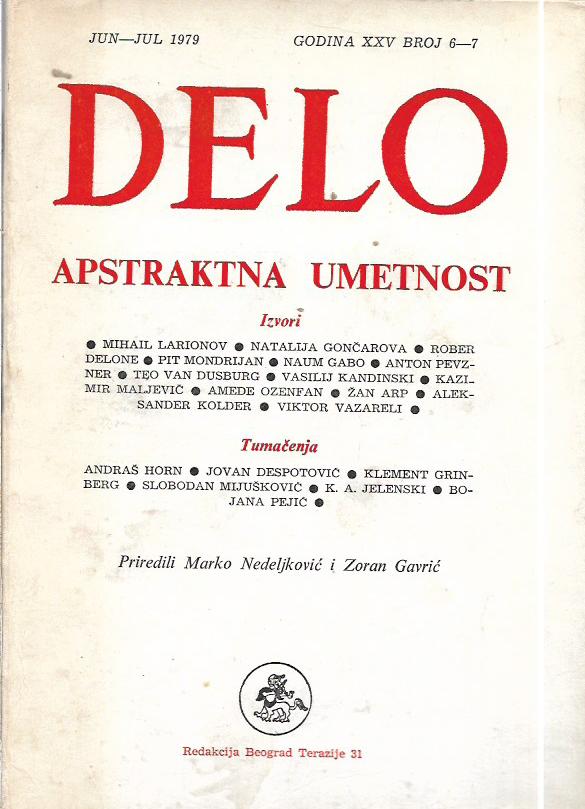 JUN—JUL 1979 GODINA XXV BROJ 6—7
DELO
APSTRAKTNA UMETNOST
Izvori
● MIHAIL LARIONOV ● NATALIJA GONČAROVA ● ROBER
DELONE ● PIT MONDRIJAN ● NAUM GABO ● ANTON PEVZ-
NER ● TEO VAN DUSBURG ● VASILIJ KANDINSKI ● KAZI-
MIR MALJEVIČ ● AMEDE OZENFAN ● ŽAN ARP ● ALEK-
SANDER KOLDER ● VIKTOR VAZARELI ●
Tumačenja
ANDRAŠ HORN ● JOVAN DESPOTOVIĆ ● KLEMENT GRIN-
BERG ● SLOBODAN MIJUŠKOVIĆ ● K. A. JELENSKI ● BO-
JANA PEJIĆ ●
Priredili Marko Nedeljković i Zoran Gavrić
Redakcija Beograd Terazije 31